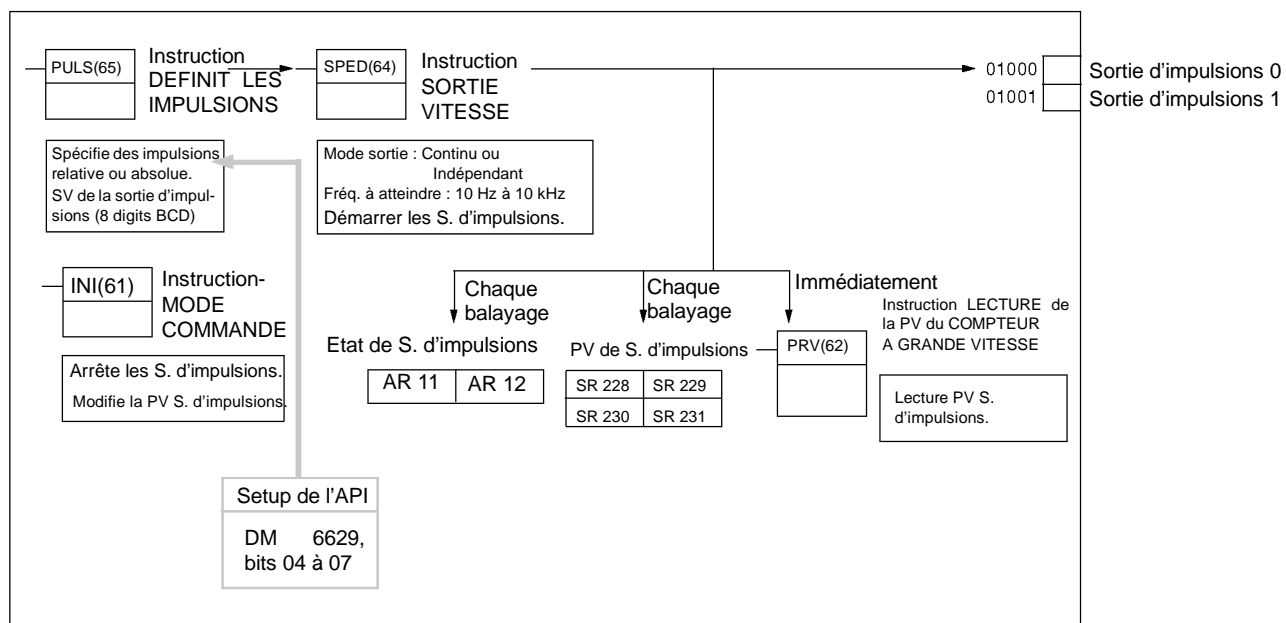 PULS(65)
Instruction
DEFINIT LES
IMPULSIONS
SPED(64)
Instruction
SORTIE
VITESSE
01000
Sortie d'impulsions 0
01001
Sortie d'impulsions 1
Spécifie des impulsions
relative ou absolue.
SV de la sortie d'impul-
sions (8 digits BCD)
Mode sortie : Continu ou
Indépendant
Fréq. à atteindre : 10 Hz à 10 kHz
Démarrer les S. d'impulsions.
INI(61)
Instruction-
MODE
COMMANDE
Arrête les S. d'impulsions.
Modifie la PV S. d'impulsions.
Chaque
balayage
Chaque
balayage
Immédiatement
Etat de S. d'impulsions
AR 11
AR 12
PV de S. d'impulsions
SR 228
SR 229
SR 230
SR 231
PRV(62)
Instruction LECTURE de
la PV du COMPTEUR
A GRANDE VITESSE
Lecture PV S.
d'impulsions.
Setup de l'API
DM 6629,
bits 04 à 07